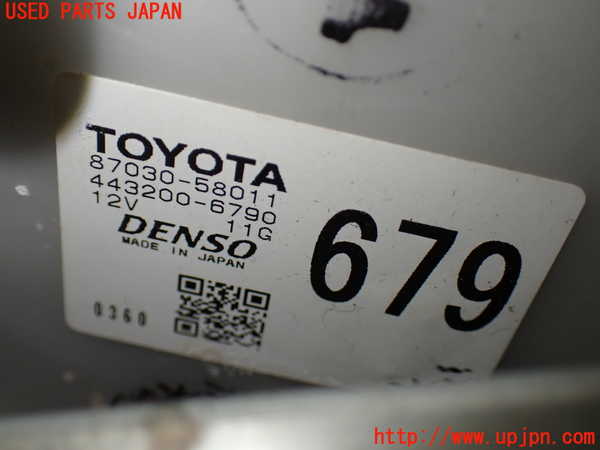 USED PARTS JAPAN
TOYOTA
87030-58011
443200-6790
12V 11G
DENSO
MADE IN JAPAN
679
0360
http://www.upjpn.com/